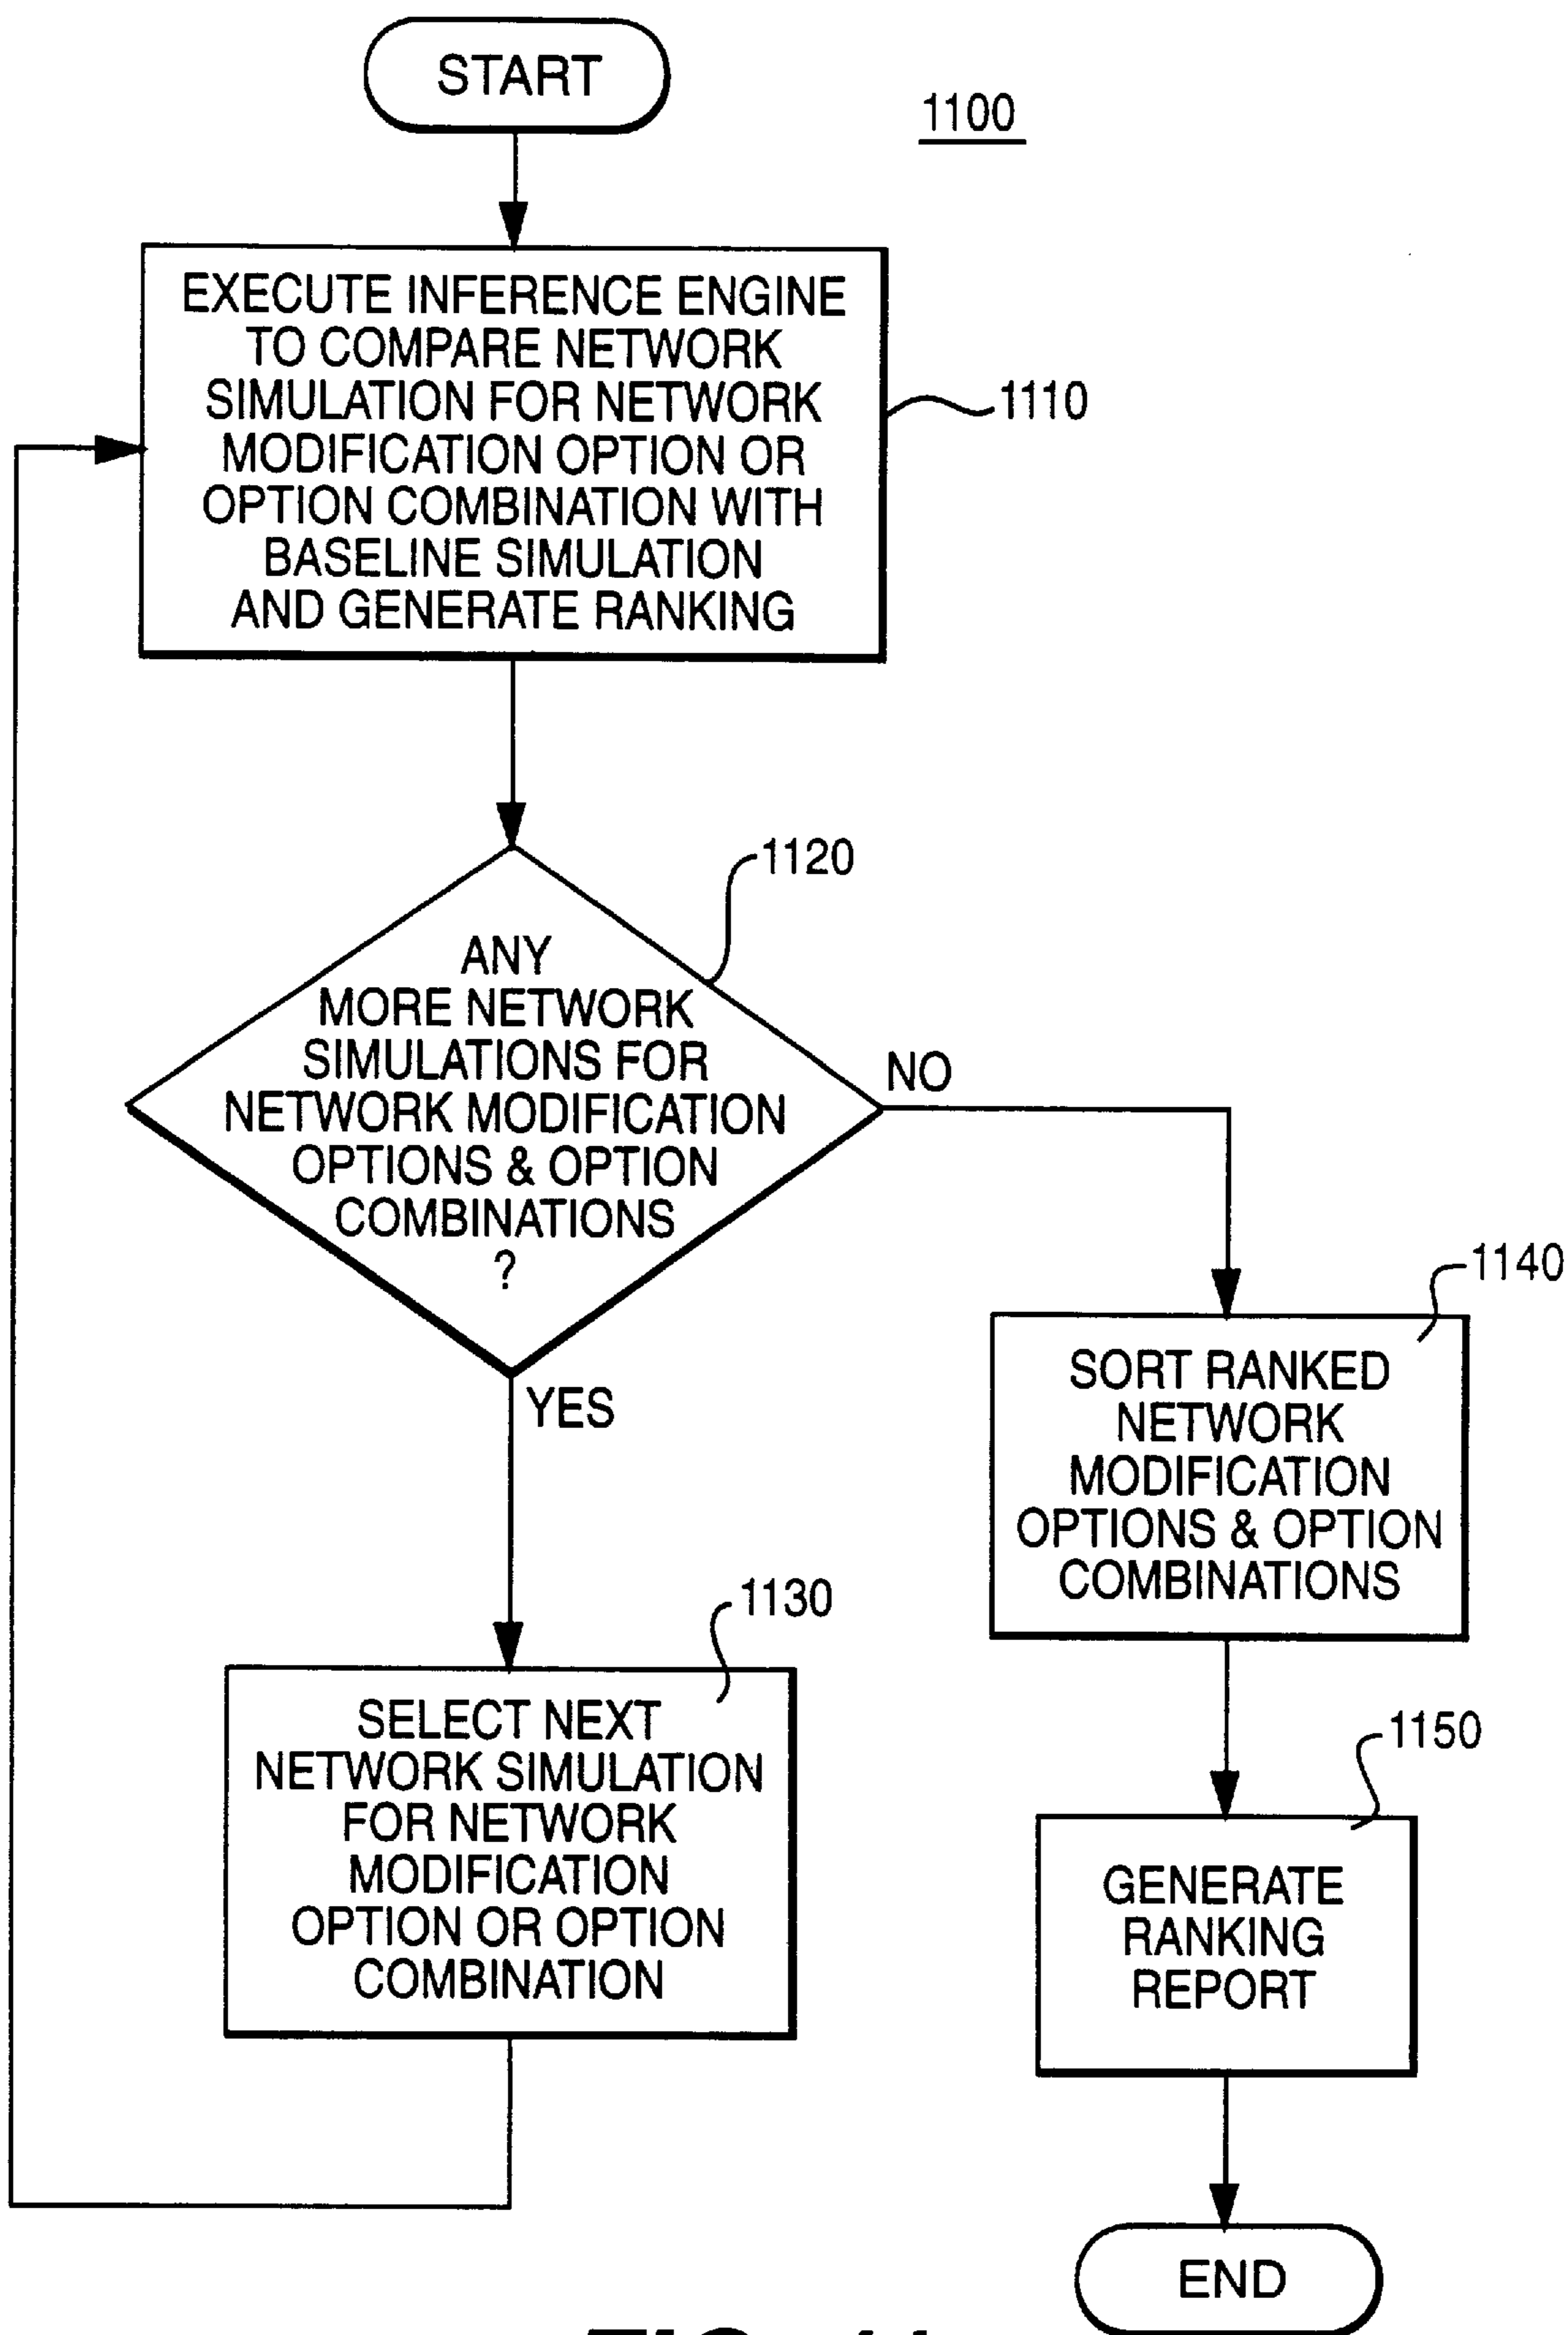 START
1100
EXECUTE INFERENCE ENGINE
TO COMPARE NETWORK
SIMULATION FOR NETWORK
MODIFICATION OPTION OR
OPTION COMBINATION WITH
BASELINE SIMULATION
AND GENERATE RANKING
1110
1120
ANY
MORE NETWORK
SIMULATIONS FOR
NETWORK MODIFICATION
OPTIONS & OPTION
COMBINATIONS
?
NO
YES
1130
SELECT NEXT
NETWORK SIMULATION
FOR NETWORK
MODIFICATION
OPTION OR OPTION
COMBINATION
1140
SORT RANKED
NETWORK
MODIFICATION
OPTIONS & OPTION
COMBINATIONS
1150
GENERATE
RANKING
REPORT
END